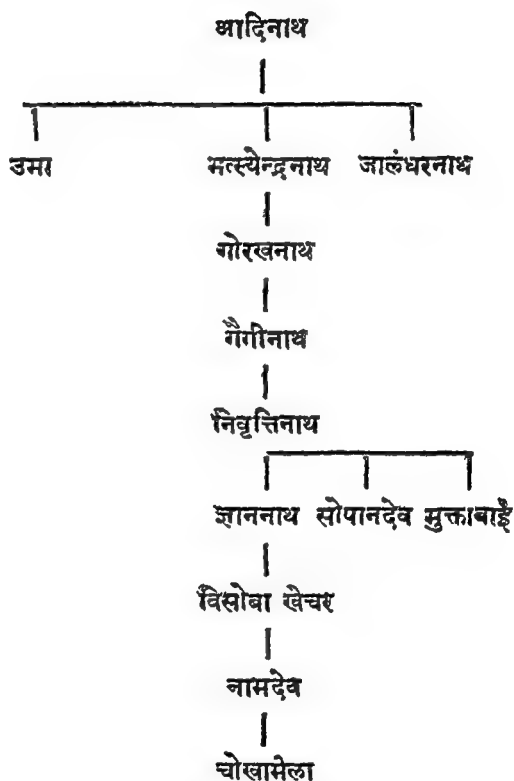 आदिनाथ
उमा मत्स्येन्द्रनाथ जालंधरनाथ
गोरखनाथ
गैंगीनाथ
निवृत्तिनाथ
ज्ञाननाथ सोपानदेव मुक्ताबाई
विसोबा खेचर
नामदेव
चोखामेला